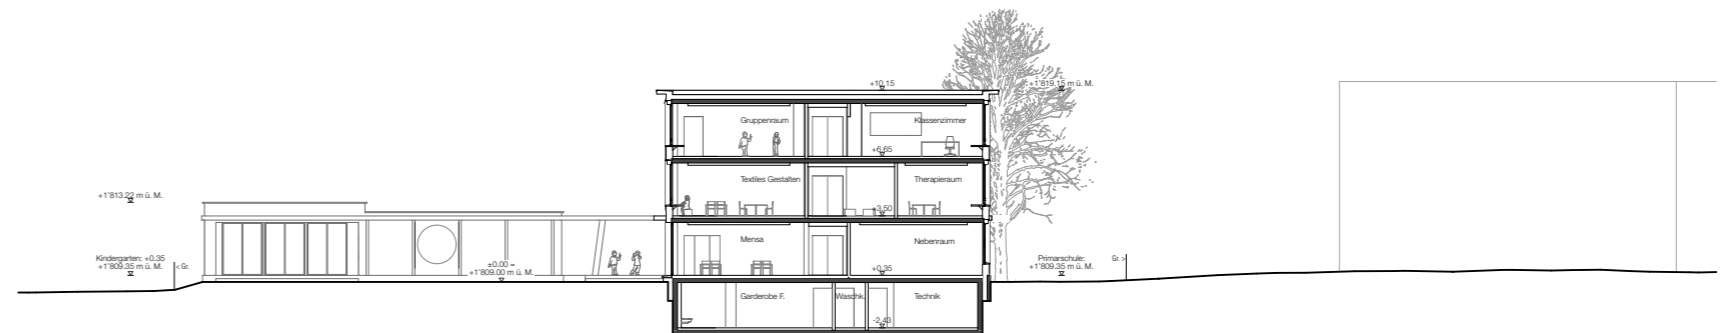 +10.15
+1'819.15 m ü. M.
Gruppenraum
Klassenzimmer
+6.65
Textiles Gestalten
Therapieraum
+1'813.22 m ü. M.
+3.50
Mensa
Nebenraum
Kindergarten: +0.35
+1'809.35 m ü. M.
< Gr.
±0.00 =
+1'809.00 m ü. M.
+0.35
Primarschule:
+1'809.35 m ü. M.
Gr. >
Garderobe F.
Waschk.
Technik
-2.43